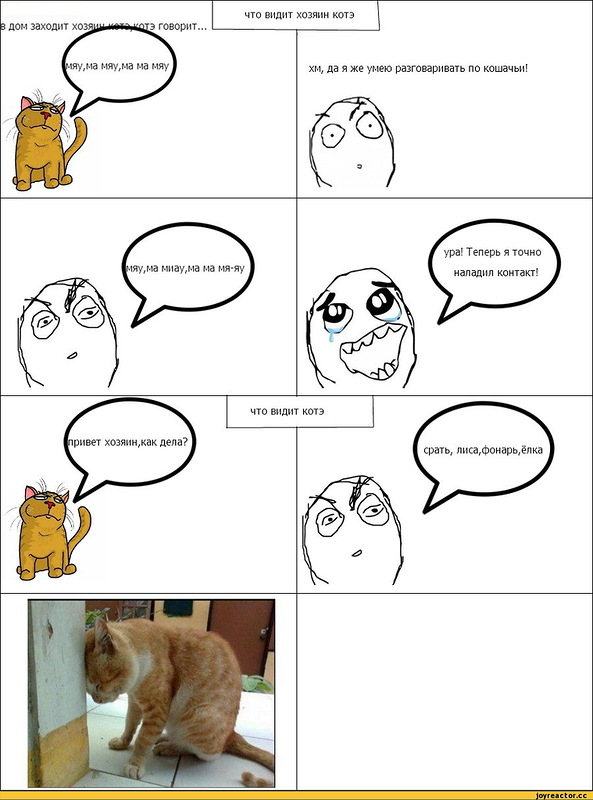 что видит хозяин котэ
в дом заходит хозяин котэ,котэ говорит...
мяу,ма мяу,ма ма мяу
хм, да я же умею разговаривать по кошачьи!
мяу,ма миау,ма ма мя-яу
ура! Теперь я точно
наладил контакт!
что видит котэ
привет хозяин,как дела?
срать, лиса,фонарь,ёлка
joyreactor.cc